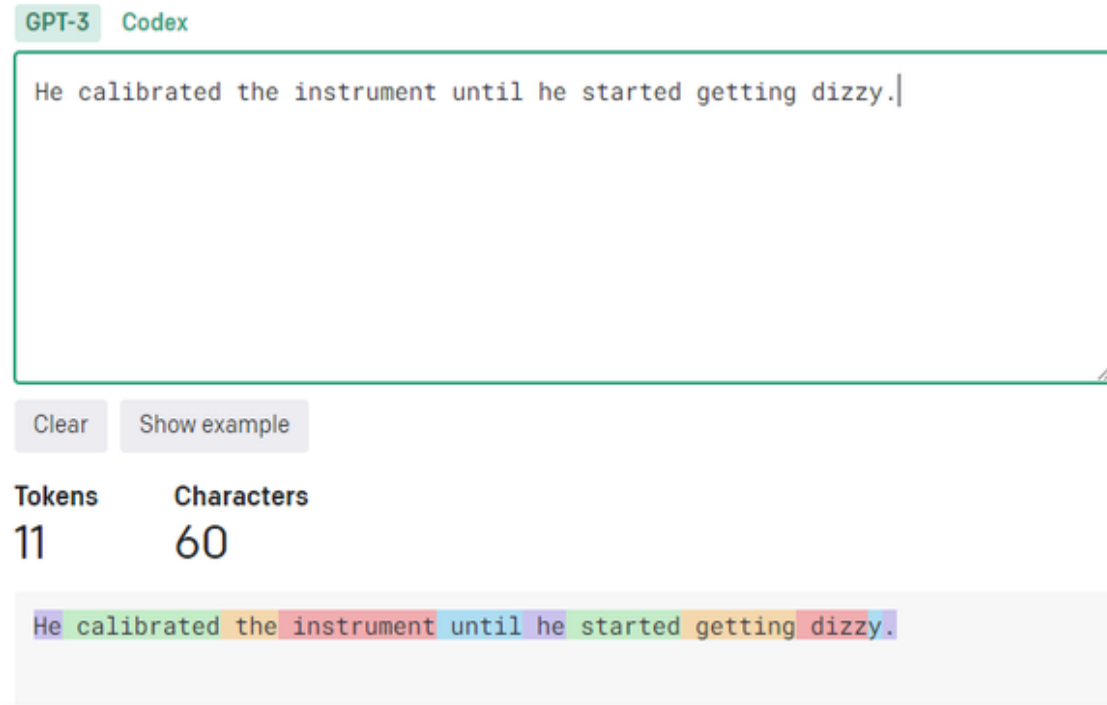 GPT-3 Codex
He calibrated the instrument until he started getting dizzy.
Clear Show example
Tokens Characters
11 60
He calibrated the instrument until he started getting dizzy.